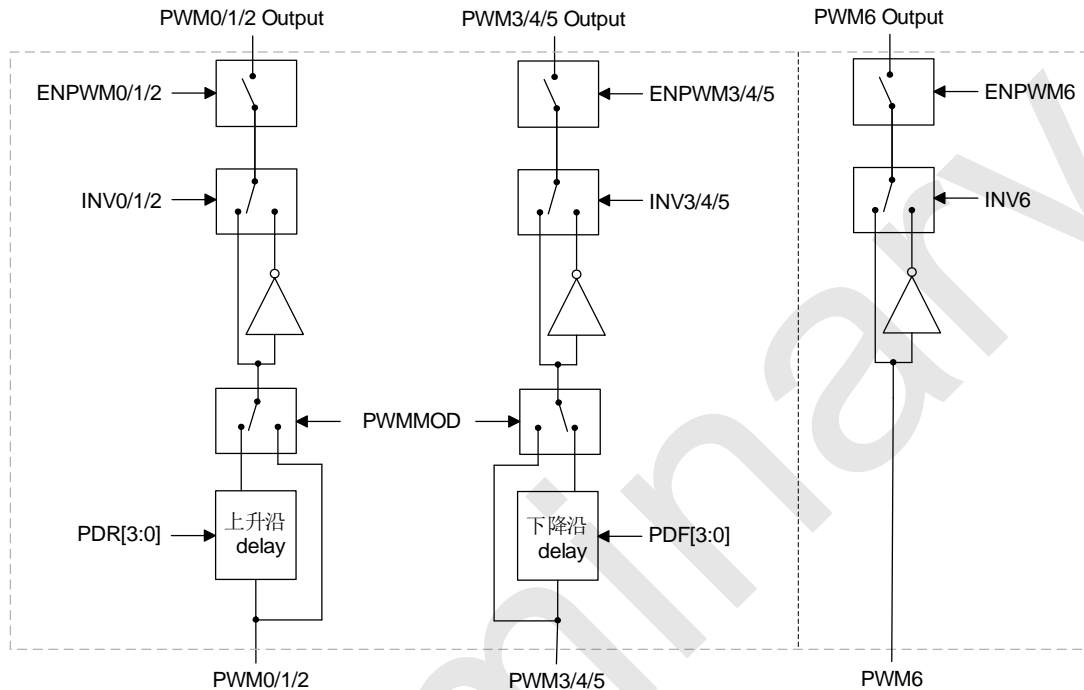 PWM0/1/2 Output
PWM3/4/5 Output
PWM6 Output
ENPWM0/1/2
ENPWM3/4/5
ENPWM6
INV0/1/2
INV3/4/5
INV6
PWMMOD
PDR[3:0]
上升沿
delay
下降沿
delay
PDF[3:0]
PWM0/1/2
PWM3/4/5
PWM6
minary